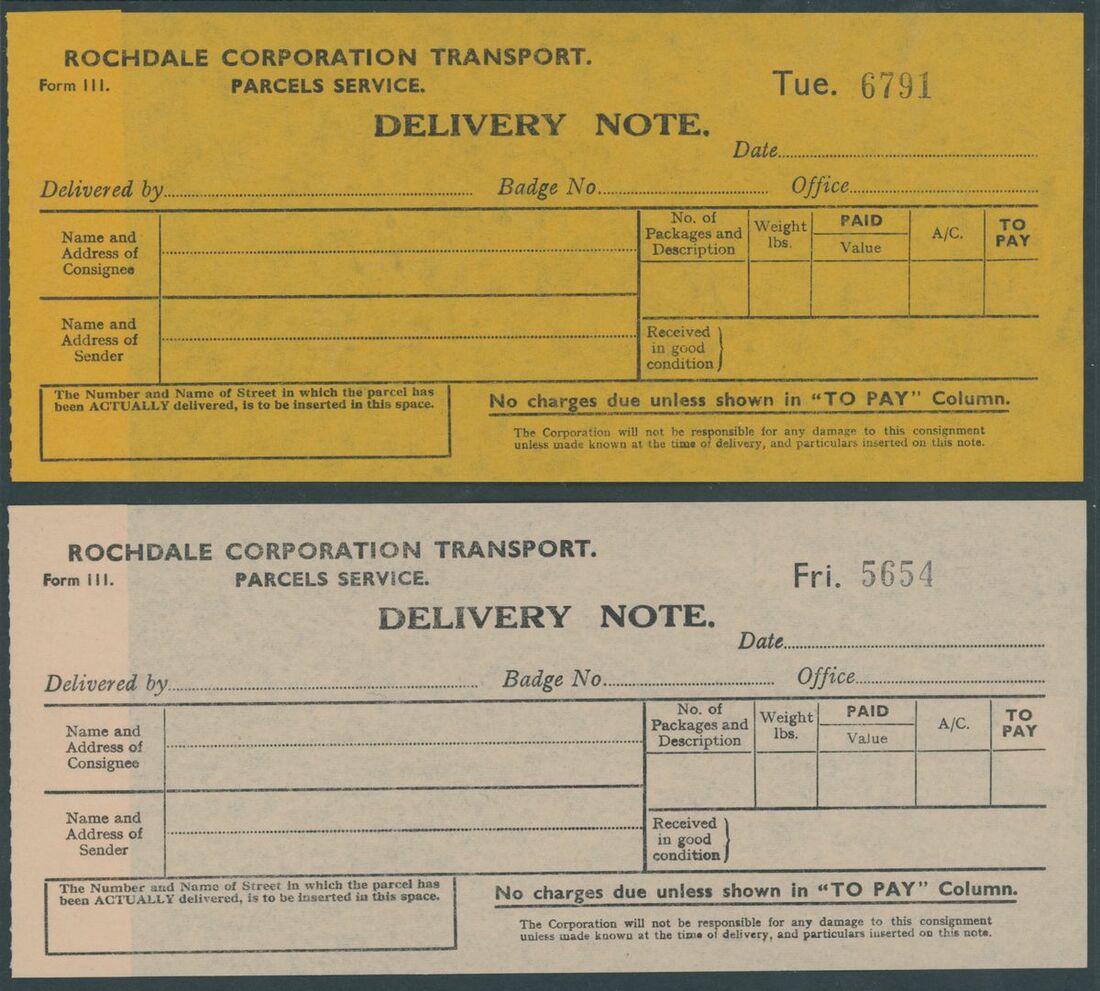 ROCHDALE CORPORATION TRANSPORT.
Form III. PARCELS SERVICE. Tue. 6791
DELIVERY NOTE.
Date
Delivered by Badge No. Office
Name and
Address of
Consignee
No. of
Packages and
Description
Weight
lbs.
PAID
Value
A/C.
TO
PAY
Name and
Address of
Sender
Received
in good
condition
The Number and Name of Street in which the parcel has
been ACTUALLY delivered, is to be inserted in this space.
No charges due unless shown in "TO PAY" Column.
The Corporation will not be responsible for any damage to this consignment
unless made known at the time of delivery, and particulars inserted on this note.
ROCHDALE CORPORATION TRANSPORT.
Form III. PARCELS SERVICE. Fri. 5654
DELIVERY NOTE.
Date
Delivered by Badge No. Office
Name and
Address of
Consignee
No. of
Packages and
Description
Weight
lbs.
PAID
Value
A/C.
TO
PAY
Name and
Address of
Sender
Received
in good
condition
The Number and Name of Street in which the parcel has
been ACTUALLY delivered, is to be inserted in this space.
No charges due unless shown in "TO PAY" Column.
The Corporation will not be responsible for any damage to this consignment
unless made known at the time of delivery, and particulars inserted on this note.